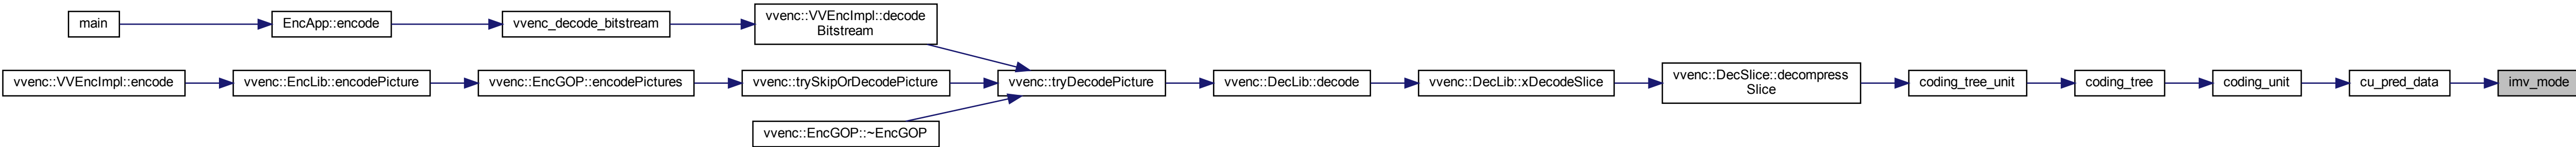 main
EncApp::encode
vvenc_decode_bitstream
vvenc::VVEncImpl::decode
Bitstream
vvenc::VVEncImpl::encode
vvenc::EncLib::encodePicture
vvenc::EncGOP::encodePictures
vvenc::trySkipOrDecodePicture
vvenc::tryDecodePicture
vvenc::DecLib::decode
vvenc::DecLib::xDecodeSlice
vvenc::DecSlice::decompress
Slice
coding_tree_unit
coding_tree
coding_unit
cu_pred_data
imv_mode
vvenc::EncGOP::~EncGOP